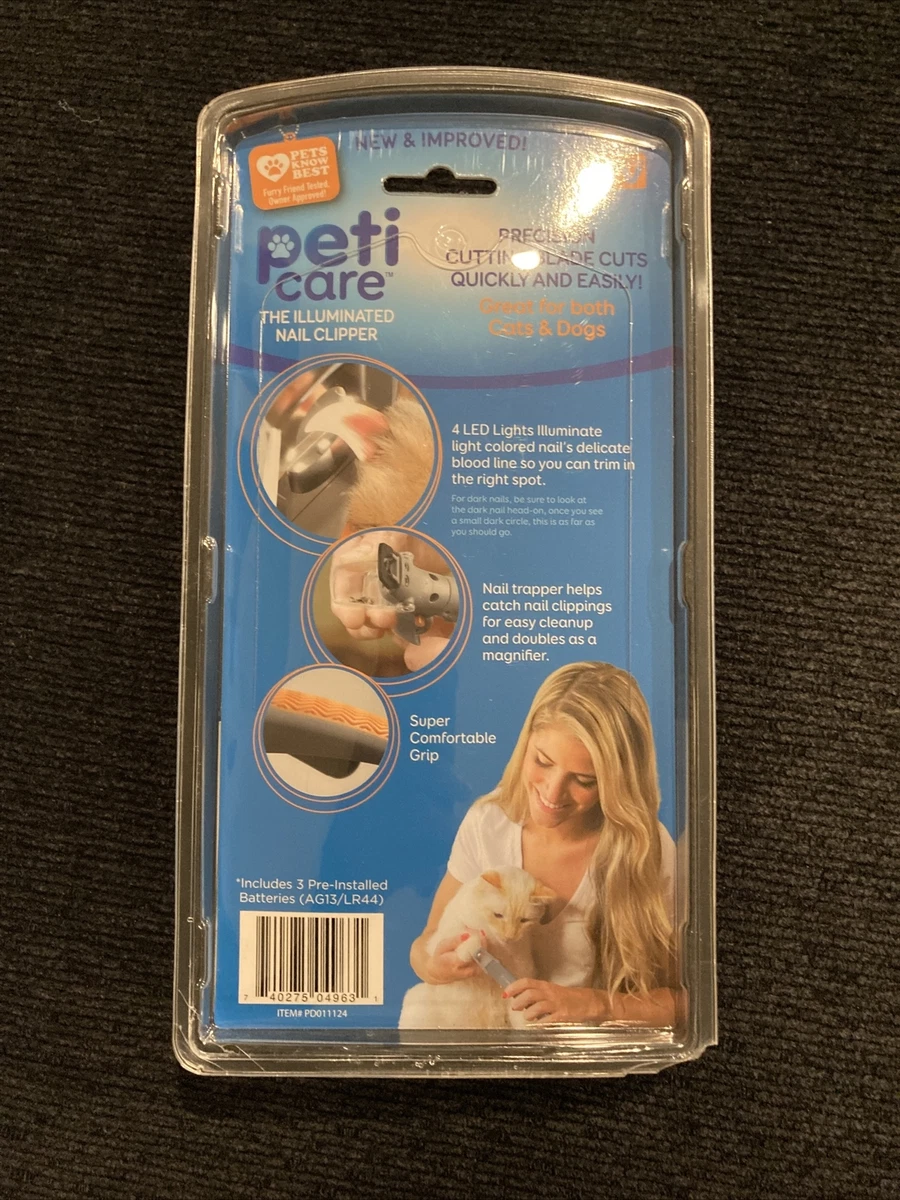 NEW & IMPROVED!
PETS
KNOW
BEST
Furry Friend Tested,
Owner Approved!
peti
care™
THE ILLUMINATED
NAIL CLIPPER
PRECISION
CUTTING BLADE CUTS
QUICKLY AND EASILY!
Great for both
Cats & Dogs
4 LED Lights Illuminate
light colored nail's delicate
blood line so you can trim in
the right spot.
For dark nails, be sure to look at
the dark nail head-on, once you see
a small dark circle, this is as far as
you should go.
Nail trapper helps
catch nail clippings
for easy cleanup
and doubles as a
magnifier.
Super
Comfortable
Grip
*Includes 3 Pre-Installed
Batteries (AG13/LR44)
7 40275 04963 1
ITEM# PD011124